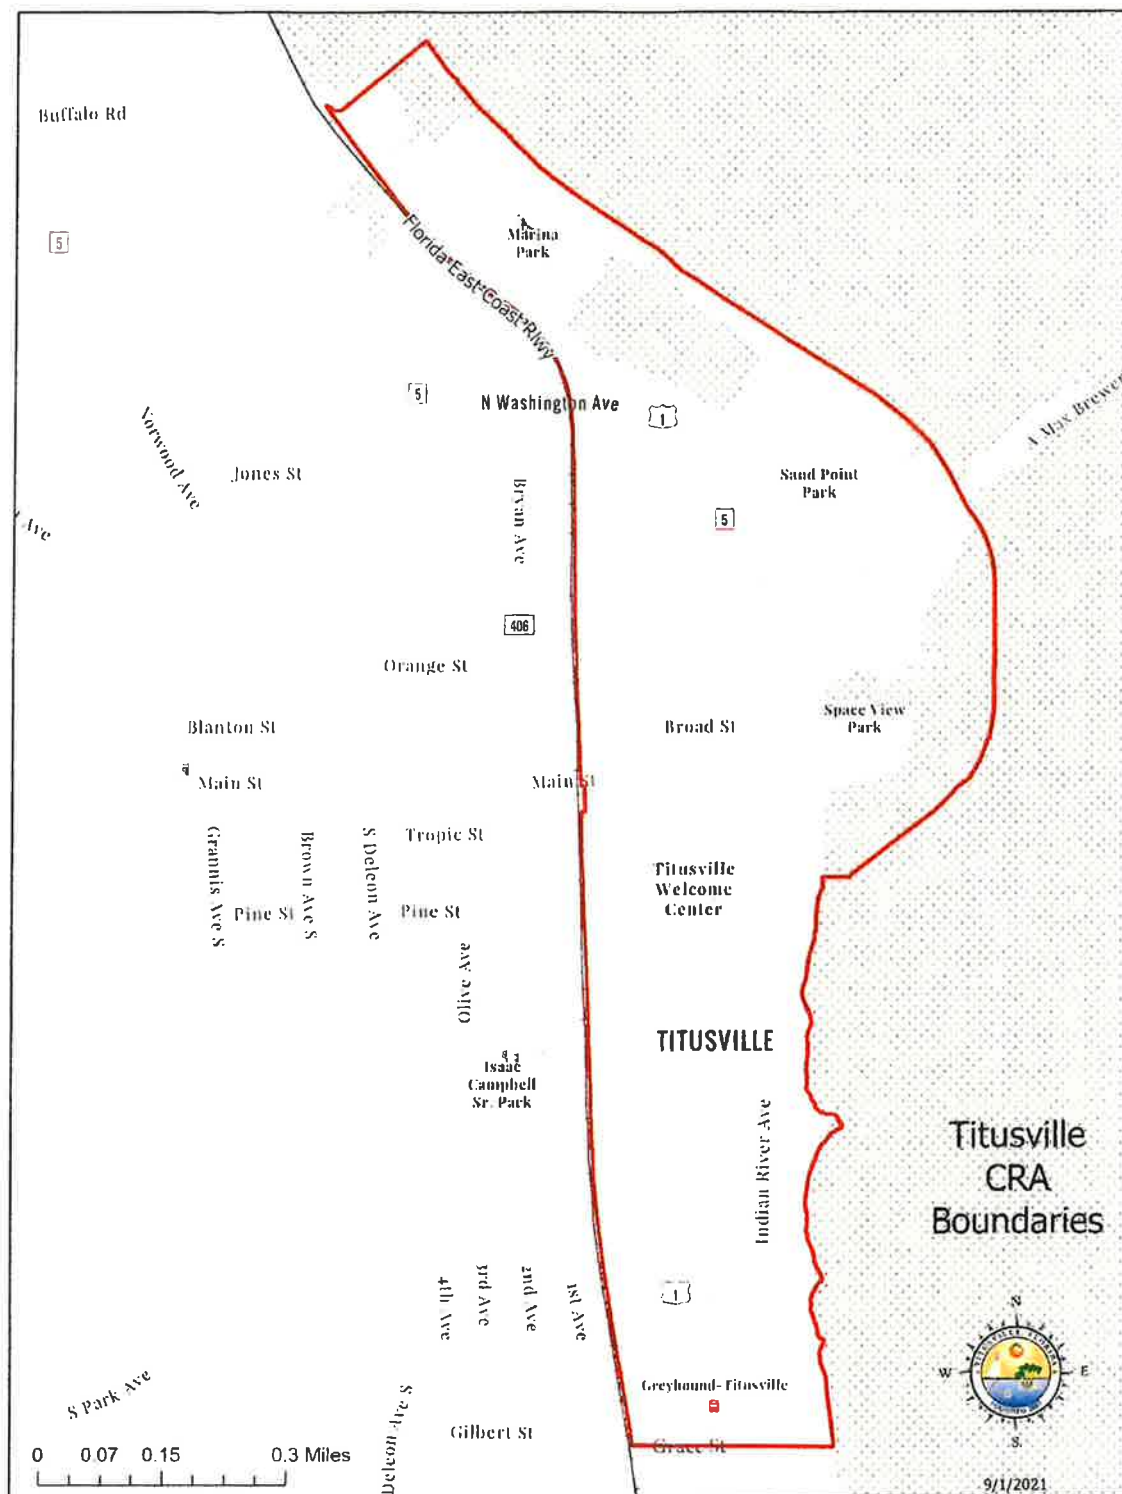 Buffalo Rd
5
Marina
Park
Florida East Coast Rlwy
5
N Washington Ave
1
A Max Brewer
Norwood Ave
Jones St
Bryan Ave
Sand Point
Park
5
Ave
406
Orange St
Blanton St
Broad St
Space View
Park
Main St
Main St
Grannis Ave S
Brown Ave S
S Deleon Ave
Tropic St
Pine St
Pine St
Titusville
Welcome
Center
Olive Ave
TITUSVILLE
Isaac
Campbell
Sr. Park
Indian River Ave
Titusville
CRA
Boundaries
4th Ave
3rd Ave
2nd Ave
1st Ave
1
N
W
E
S
S Park Ave
Deleon Ave S
Gilbert St
Greyhound-Titusville
Grace St
0 0.07 0.15 0.3 Miles
9/1/2021